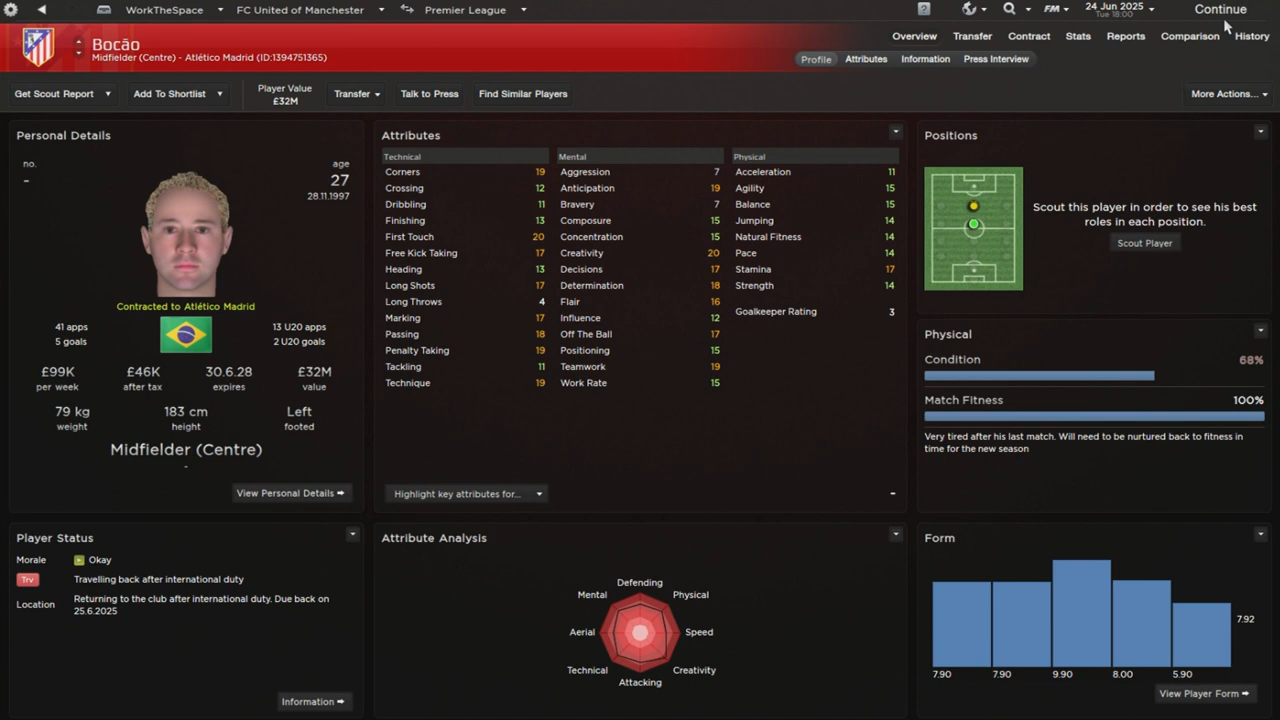 WorkTheSpace FC United of Manchester Premier League ? FM 24 Jun 2025 Continue
Tue 18:00
Bocão
Midfielder (Centre) - Atlético Madrid (ID:1394751365)
Overview Transfer Contract Stats Reports Comparison History
Profile Attributes Information Press Interview
Get Scout Report Add To Shortlist Player Value Transfer Talk to Press Find Similar Players More Actions...
£32M
Personal Details
no. age
- 27
28.11.1997
Contracted to Atlético Madrid
41 apps 13 U20 apps
5 goals 2 U20 goals
£99K £46K 30.6.28 £32M
per week after tax expires value
79 kg 183 cm Left
weight height footed
Midfielder (Centre)
-
View Personal Details
Attributes
Technical Mental Physical
Corners 19 Aggression 7 Acceleration 11
Crossing 12 Anticipation 19 Agility 15
Dribbling 11 Bravery 7 Balance 15
Finishing 13 Composure 15 Jumping 14
First Touch 20 Concentration 15 Natural Fitness 14
Free Kick Taking 17 Creativity 20 Pace 14
Heading 13 Decisions 17 Stamina 17
Long Shots 17 Determination 18 Strength 14
Long Throws 4 Flair 16 Goalkeeper Rating 3
Marking 17 Influence 12
Passing 18 Off The Ball 17
Penalty Taking 19 Positioning 15
Tackling 11 Teamwork 19
Technique 19 Work Rate 15
Highlight key attributes for... -
Positions
Scout this player in order to see his best
roles in each position.
Scout Player
Physical
Condition 68%
Match Fitness 100%
Very tired after his last match. Will need to be nurtured back to fitness in
time for the new season
Player Status
Morale Okay
Trv Travelling back after international duty
Location Returning to the club after international duty. Due back on
25.6.2025
Information
Attribute Analysis
Defending
Mental Physical
Aerial Speed
Technical Creativity
Attacking
Form
7.92
7.90 7.90 9.90 8.00 5.90
View Player Form